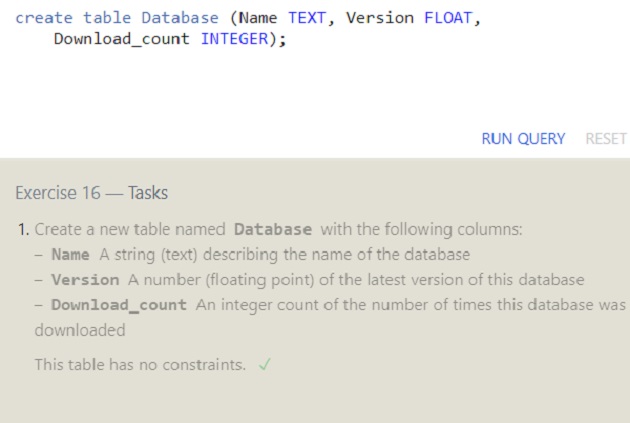 create table Database (Name TEXT, Version FLOAT,
Download_count INTEGER);
RUN QUERY RESET
Exercise 16 — Tasks
1. Create a new table named Database with the following columns:
– Name A string (text) describing the name of the database
– Version A number (floating point) of the latest version of this database
– Download_count An integer count of the number of times this database was
downloaded
This table has no constraints. ✓